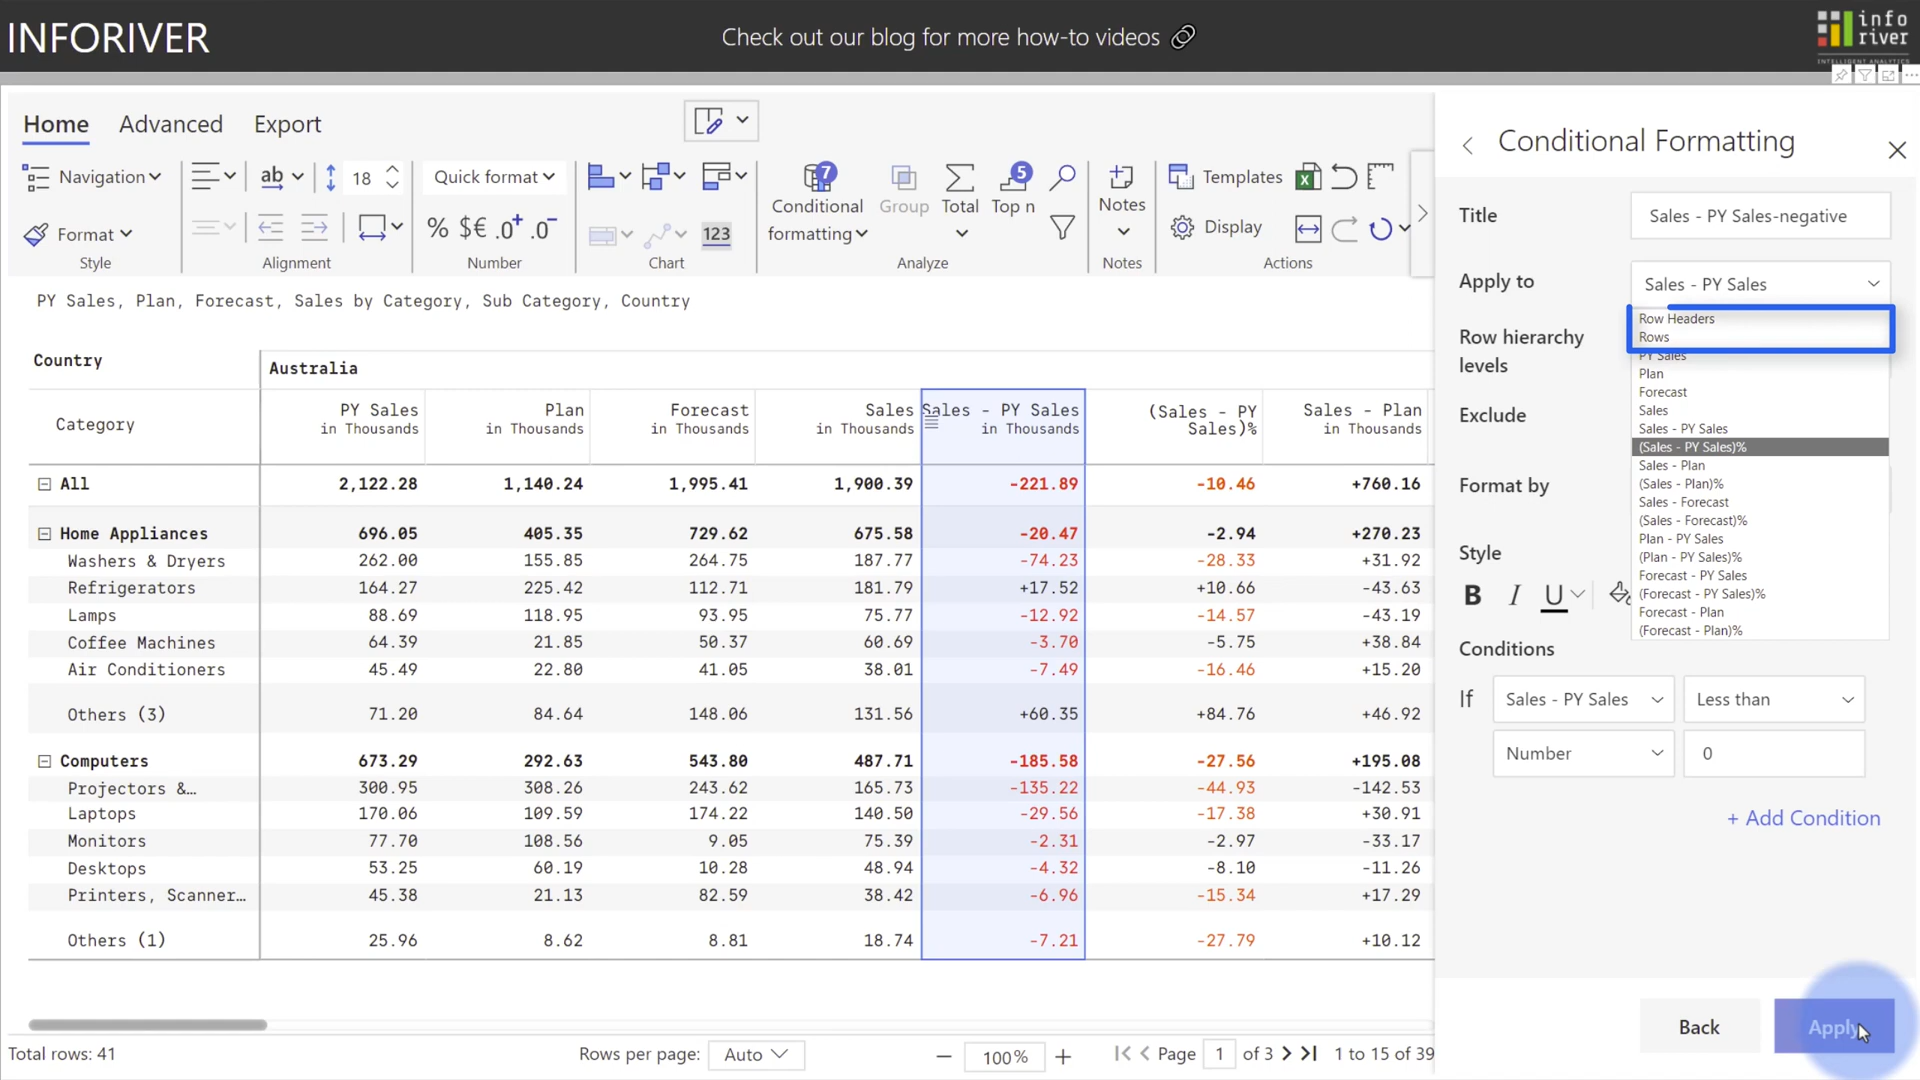 INFORIVER
Check out our blog for more how-to videos
info
river
INTELLIGENT ANALYTICS
Home Advanced Export
Navigation ab 18 Quick format
Format % $€ .0+ .0-
123
Style Alignment Number Chart
7
Conditional
formatting
Group
Total
5
Top n
Analyze
Notes
Notes
Templates
Display
Actions
PY Sales, Plan, Forecast, Sales by Category, Sub Category, Country
Country Australia
Category
PY Sales
in Thousands
Plan
in Thousands
Forecast
in Thousands
Sales
in Thousands
Sales - PY Sales
in Thousands
(Sales - PY
Sales)%
Sales - Plan
in Thousands
All 2,122.28 1,140.24 1,995.41 1,900.39 -221.89 -10.46 +760.16
Home Appliances 696.05 405.35 729.62 675.58 -20.47 -2.94 +270.23
Washers & Dryers 262.00 155.85 264.75 187.77 -74.23 -28.33 +31.92
Refrigerators 164.27 225.42 112.71 181.79 +17.52 +10.66 -43.63
Lamps 88.69 118.95 93.95 75.77 -12.92 -14.57 -43.19
Coffee Machines 64.39 21.85 50.37 60.69 -3.70 -5.75 +38.84
Air Conditioners 45.49 22.80 41.05 38.01 -7.49 -16.46 +15.20
Others (3) 71.20 84.64 148.06 131.56 +60.35 +84.76 +46.92
Computers 673.29 292.63 543.80 487.71 -185.58 -27.56 +195.08
Projectors &… 300.95 308.26 243.62 165.73 -135.22 -44.93 -142.53
Laptops 170.06 109.59 174.22 140.50 -29.56 -17.38 +30.91
Monitors 77.70 108.56 9.05 75.39 -2.31 -2.97 -33.17
Desktops 53.25 60.19 10.28 48.94 -4.32 -8.10 -11.26
Printers, Scanner… 45.38 21.13 82.59 38.42 -6.96 -15.34 +17.29
Others (1) 25.96 8.62 8.81 18.74 -7.21 -27.79 +10.12
Total rows: 41 Rows per page: Auto 100% Page 1 of 3 1 to 15 of 39
Conditional Formatting
Title Sales - PY Sales-negative
Apply to Sales - PY Sales
Row hierarchy
levels
Exclude
Format by
Style
Row Headers
Rows
PY Sales
Plan
Forecast
Sales
Sales - PY Sales
(Sales - PY Sales)%
Sales - Plan
(Sales - Plan)%
Sales - Forecast
(Sales - Forecast)%
Plan - PY Sales
(Plan - PY Sales)%
Forecast - PY Sales
(Forecast - PY Sales)%
Forecast - Plan
(Forecast - Plan)%
B I U
Conditions
If Sales - PY Sales Less than
Number 0
+ Add Condition
Back Apply